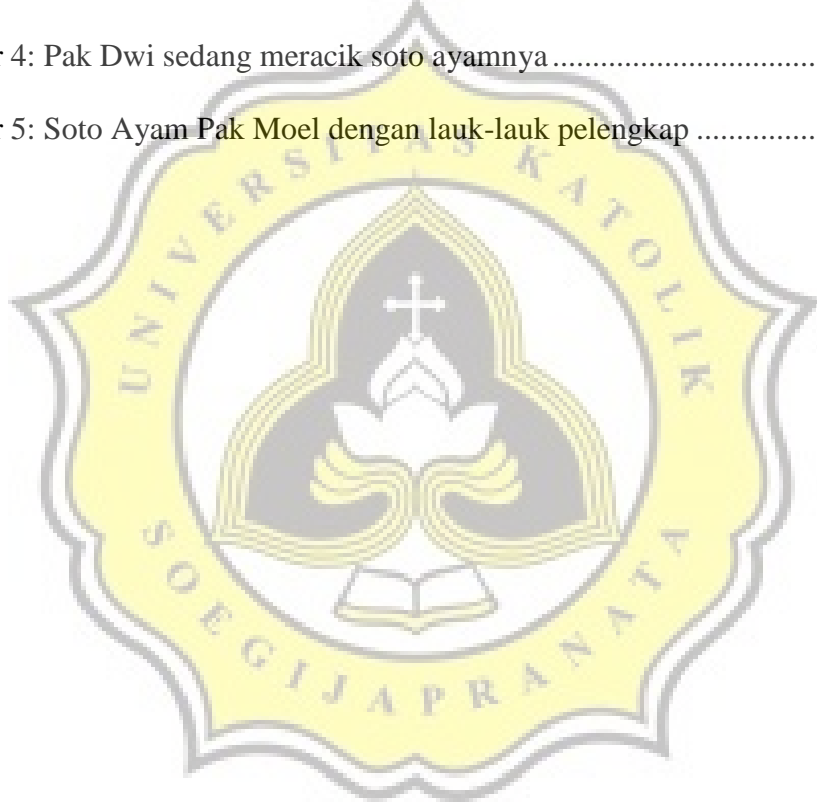 r 4: Pak Dwi sedang meracik soto ayamnya ................................
r 5: Soto Ayam Pak Moel dengan lauk-lauk pelengkap ...............
UNIVERSITAS KATOLIK
SOEGIJAPRANATA